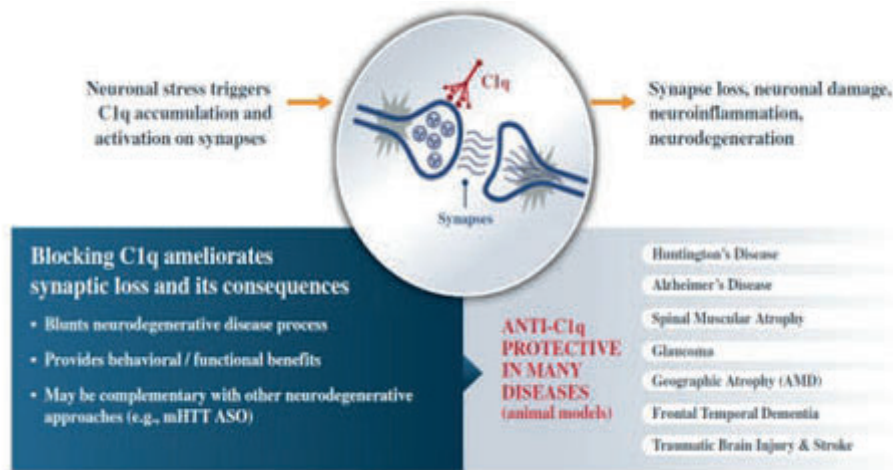 Neuronal stress triggers
C1q accumulation and
activation on synapses
C1q
Synapses
Synapse loss, neuronal damage,
neuroinflammation,
neurodegeneration
Blocking C1q ameliorates
synaptic loss and its consequences
• Blunts neurodegenerative disease process
• Provides behavioral / functional benefits
• May be complementary with other neurodegenerative
approaches (e.g., mHTT ASO)
ANTI-C1q
PROTECTIVE
IN MANY
DISEASES
(animal models)
Huntington's Disease
Alzheimer's Disease
Spinal Muscular Atrophy
Glaucoma
Geographic Atrophy (AMD)
Frontal Temporal Dementia
Traumatic Brain Injury & Stroke